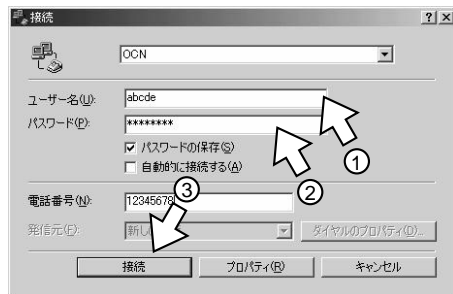 接続
OCN
ユーザー名(U): abcde
パスワード(P): ********
パスワードの保存(S)
自動的に接続する(A)
①
②
③
電話番号(N): 12345678
発信元(F): 新し ダイヤルのプロパティ(D)...
接続 プロパティ(R) キャンセル